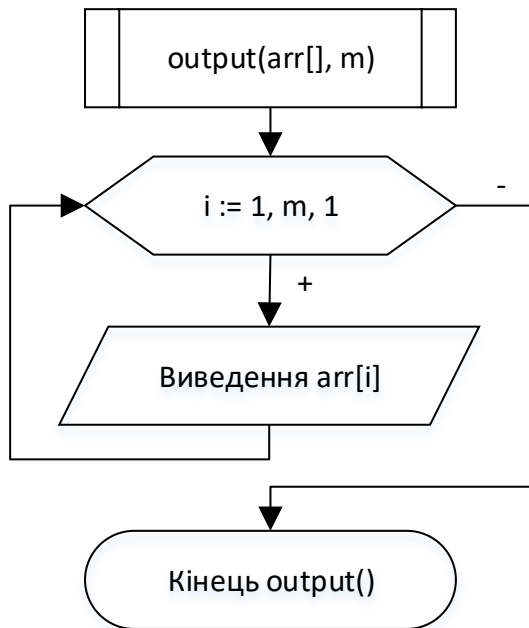 output(arr[], m)
i := 1, m, 1
-
+
Виведення arr[i]
Кінець output()